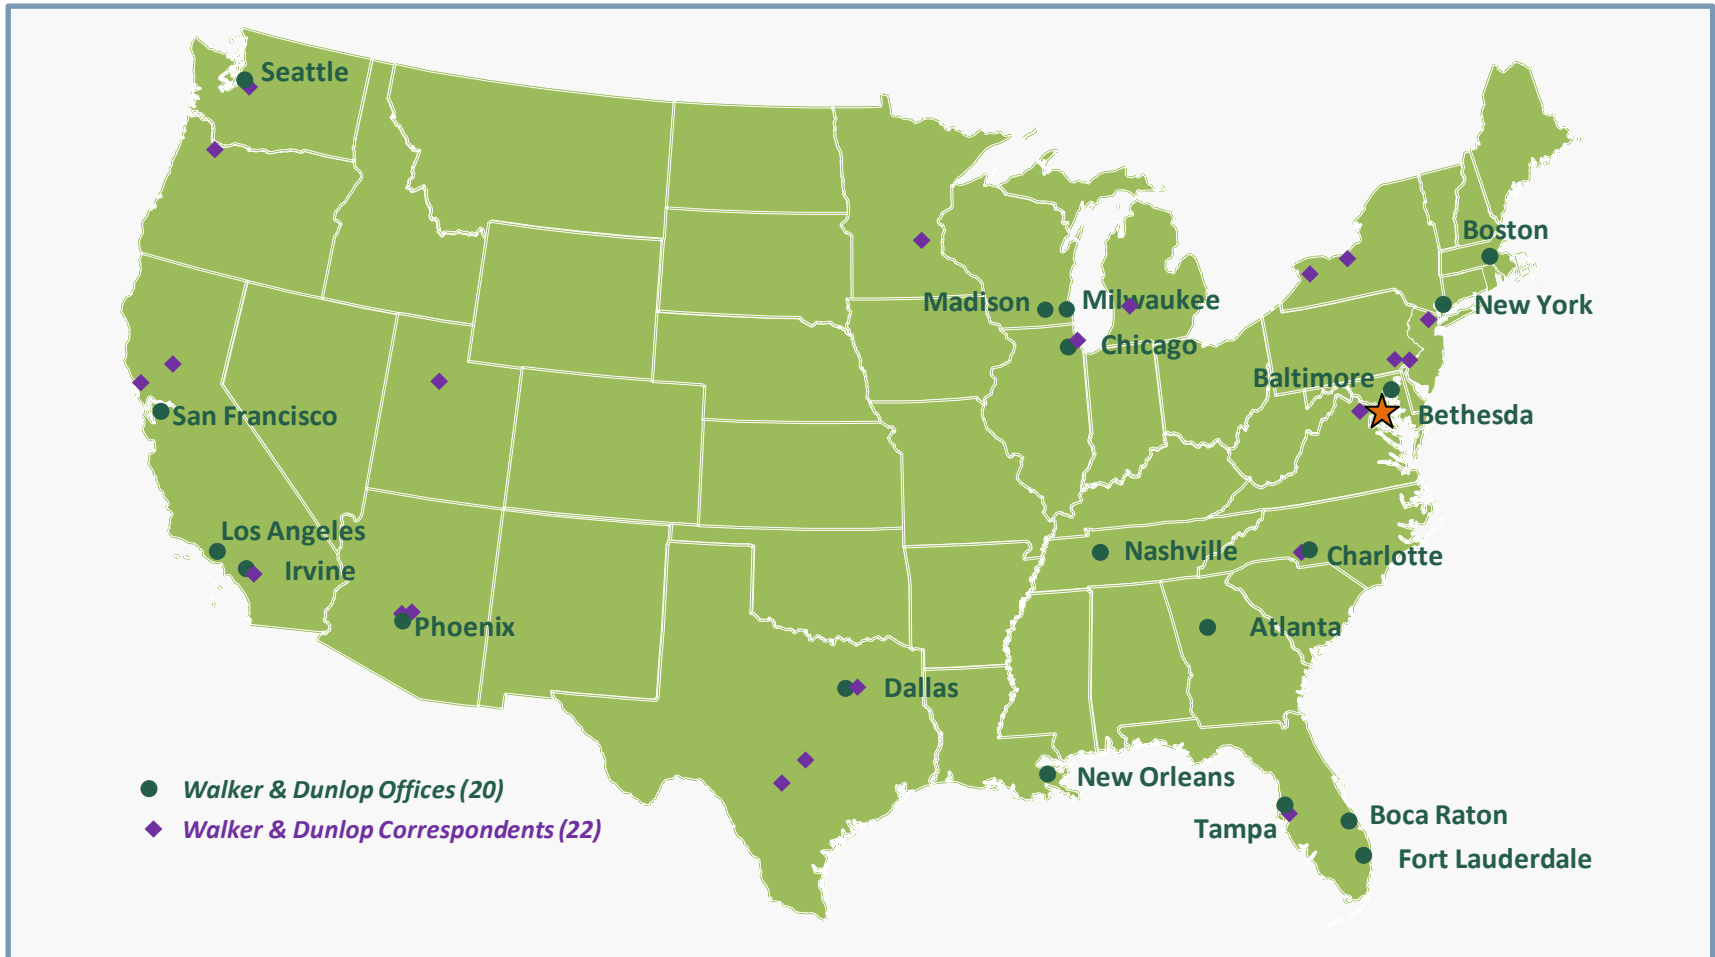 Seattle
Boston
Madison
Milwaukee
New York
Chicago
Baltimore
San Francisco
Bethesda
Los Angeles
Nashville
Charlotte
Irvine
Phoenix
Atlanta
Dallas
New Orleans
Walker & Dunlop Offices (20)
Boca Raton
Tampa
Walker & Dunlop Correspondents (22)
Fort Lauderdale